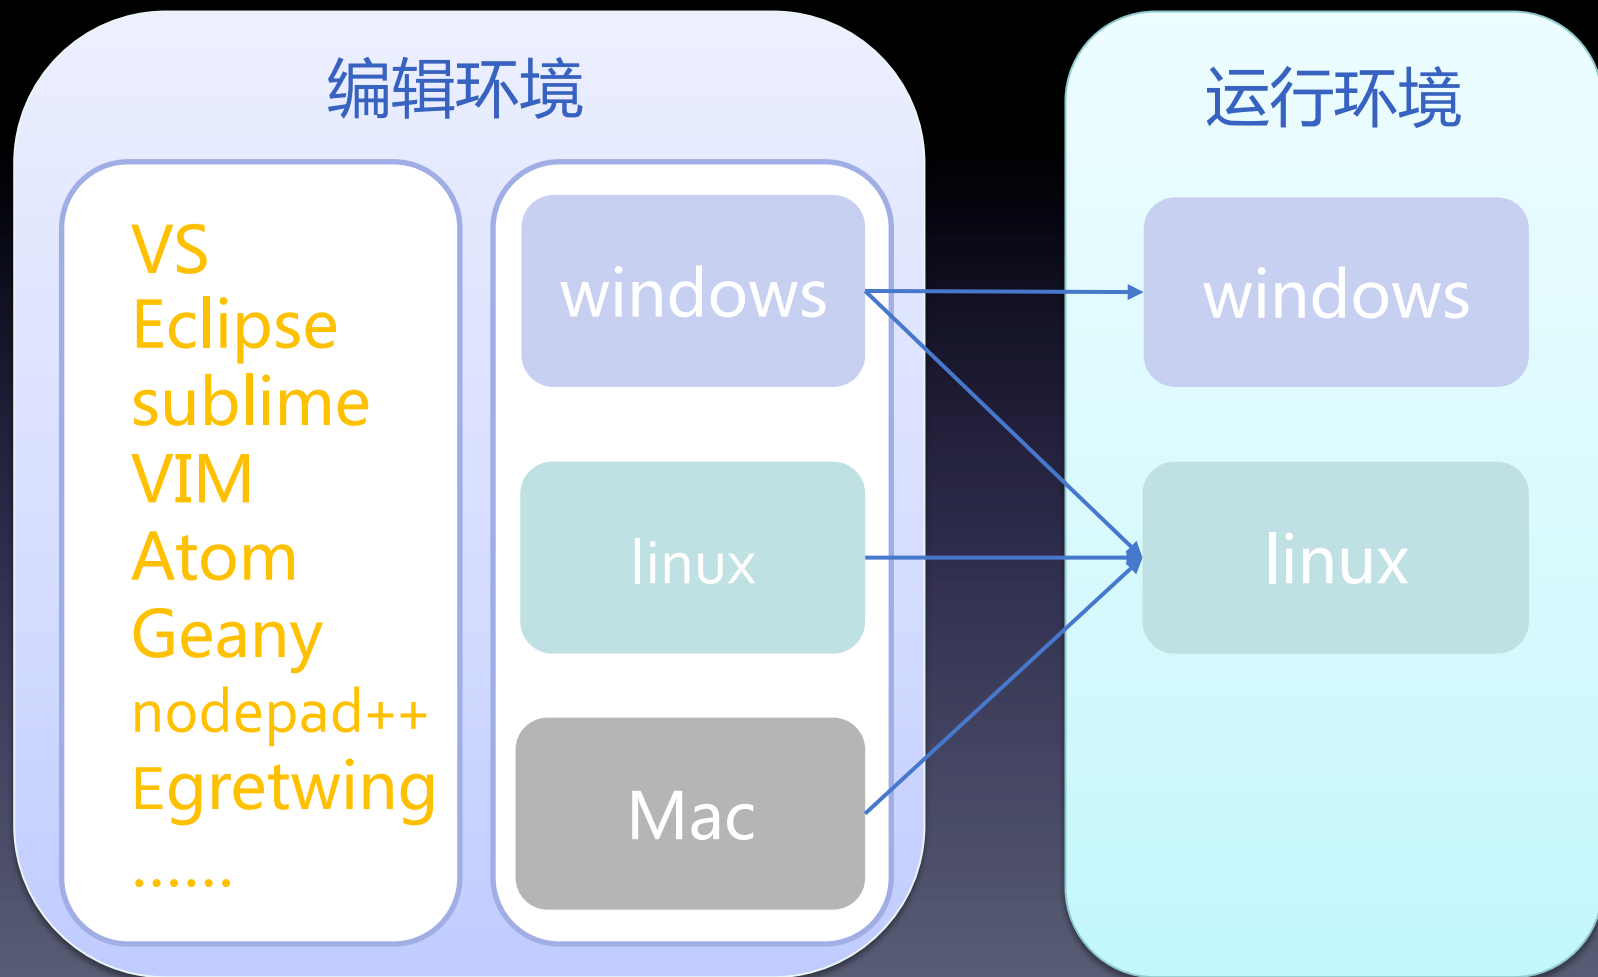 编辑环境
VS
Eclipse
sublime
VIM
Atom
Geany
nodepad++
Egretwing
……
windows
linux
Mac
运行环境
windows
linux